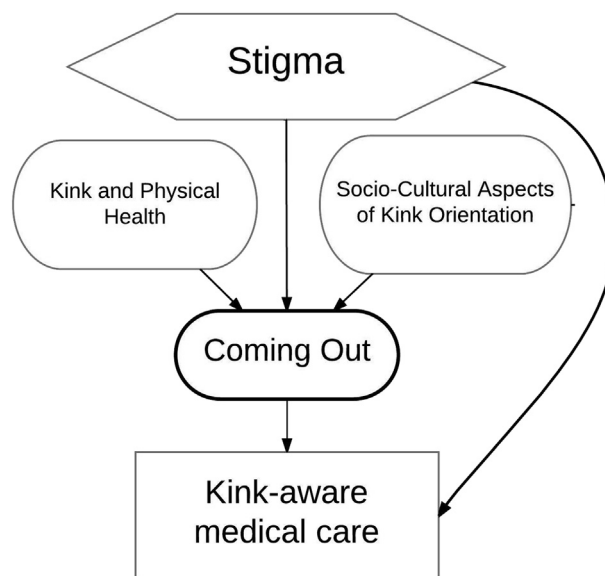 Stigma
Kink and Physical
Health
Socio-Cultural Aspects
of Kink Orientation
Coming Out
Kink-aware
medical care